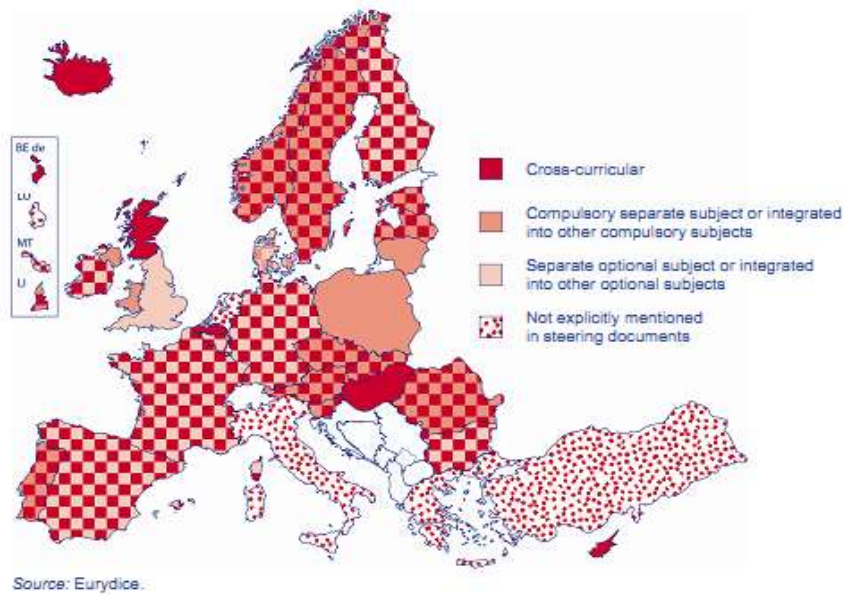 BE de
LU
MT
LI
Cross-curricular
Compulsory separate subject or integrated
into other compulsory subjects
Separate optional subject or integrated
into other optional subjects
Not explicitly mentioned
in steering documents
Source: Eurydice.